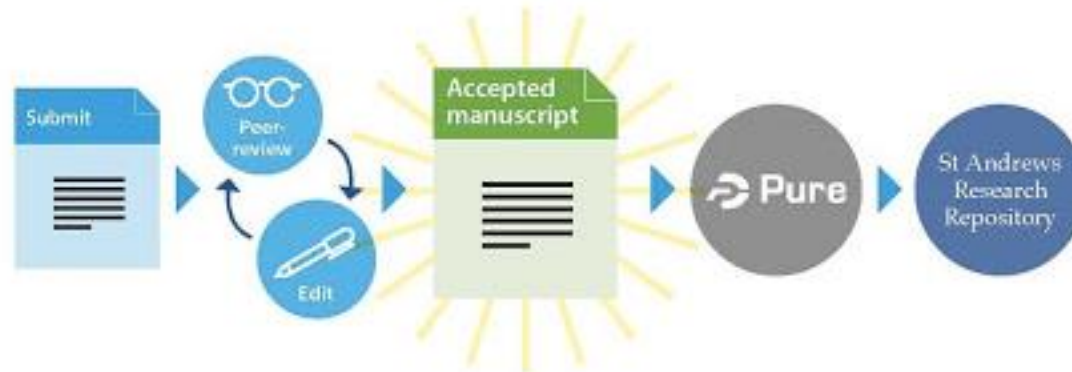 Submit
Peer-
review
Edit
Accepted
manuscript
Pure
St Andrews
Research
Repository